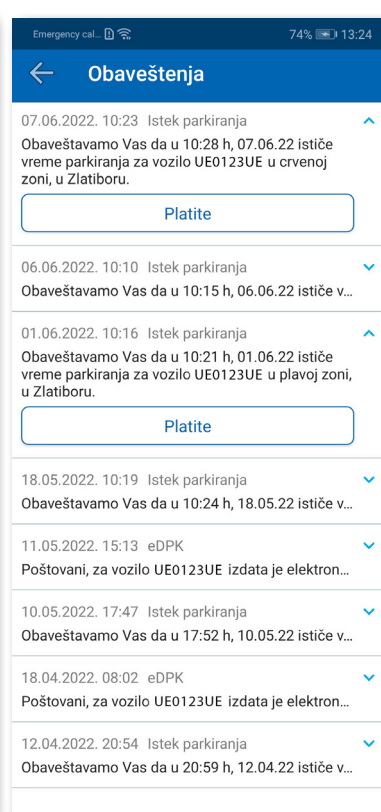 Emergency cal... 74% 13:24
Obaveštenja
07.06.2022. 10:23 Istek parkiranja
Obaveštavamo Vas da u 10:28 h, 07.06.22 ističe
vreme parkiranja za vozilo UE0123UE u crvenoj
zoni, u Zlatiboru.
Platite
06.06.2022. 10:10 Istek parkiranja
Obaveštavamo Vas da u 10:15 h, 06.06.22 ističe v...
01.06.2022. 10:16 Istek parkiranja
Obaveštavamo Vas da u 10:21 h, 01.06.22 ističe
vreme parkiranja za vozilo UE0123UE u plavoj zoni,
u Zlatiboru.
Platite
18.05.2022. 10:19 Istek parkiranja
Obaveštavamo Vas da u 10:24 h, 18.05.22 ističe v...
11.05.2022. 15:13 eDPK
Poštovani, za vozilo UE0123UE izdata je elektron...
10.05.2022. 17:47 Istek parkiranja
Obaveštavamo Vas da u 17:52 h, 10.05.22 ističe v...
18.04.2022. 08:02 eDPK
Poštovani, za vozilo UE0123UE izdata je elektron...
12.04.2022. 20:54 Istek parkiranja
Obaveštavamo Vas da u 20:59 h, 12.04.22 ističe v...